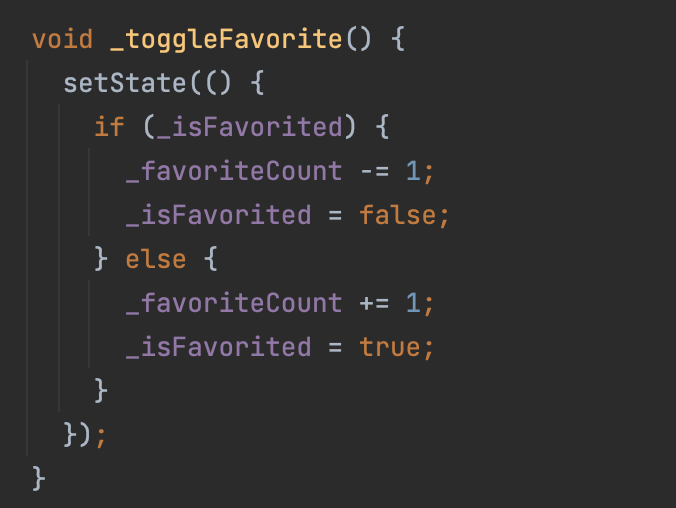 void _toggleFavorite() {
  setState(() {
    if (_isFavorited) {
      _favoriteCount -= 1;
      _isFavorited = false;
    } else {
      _favoriteCount += 1;
      _isFavorited = true;
    }
  });
}